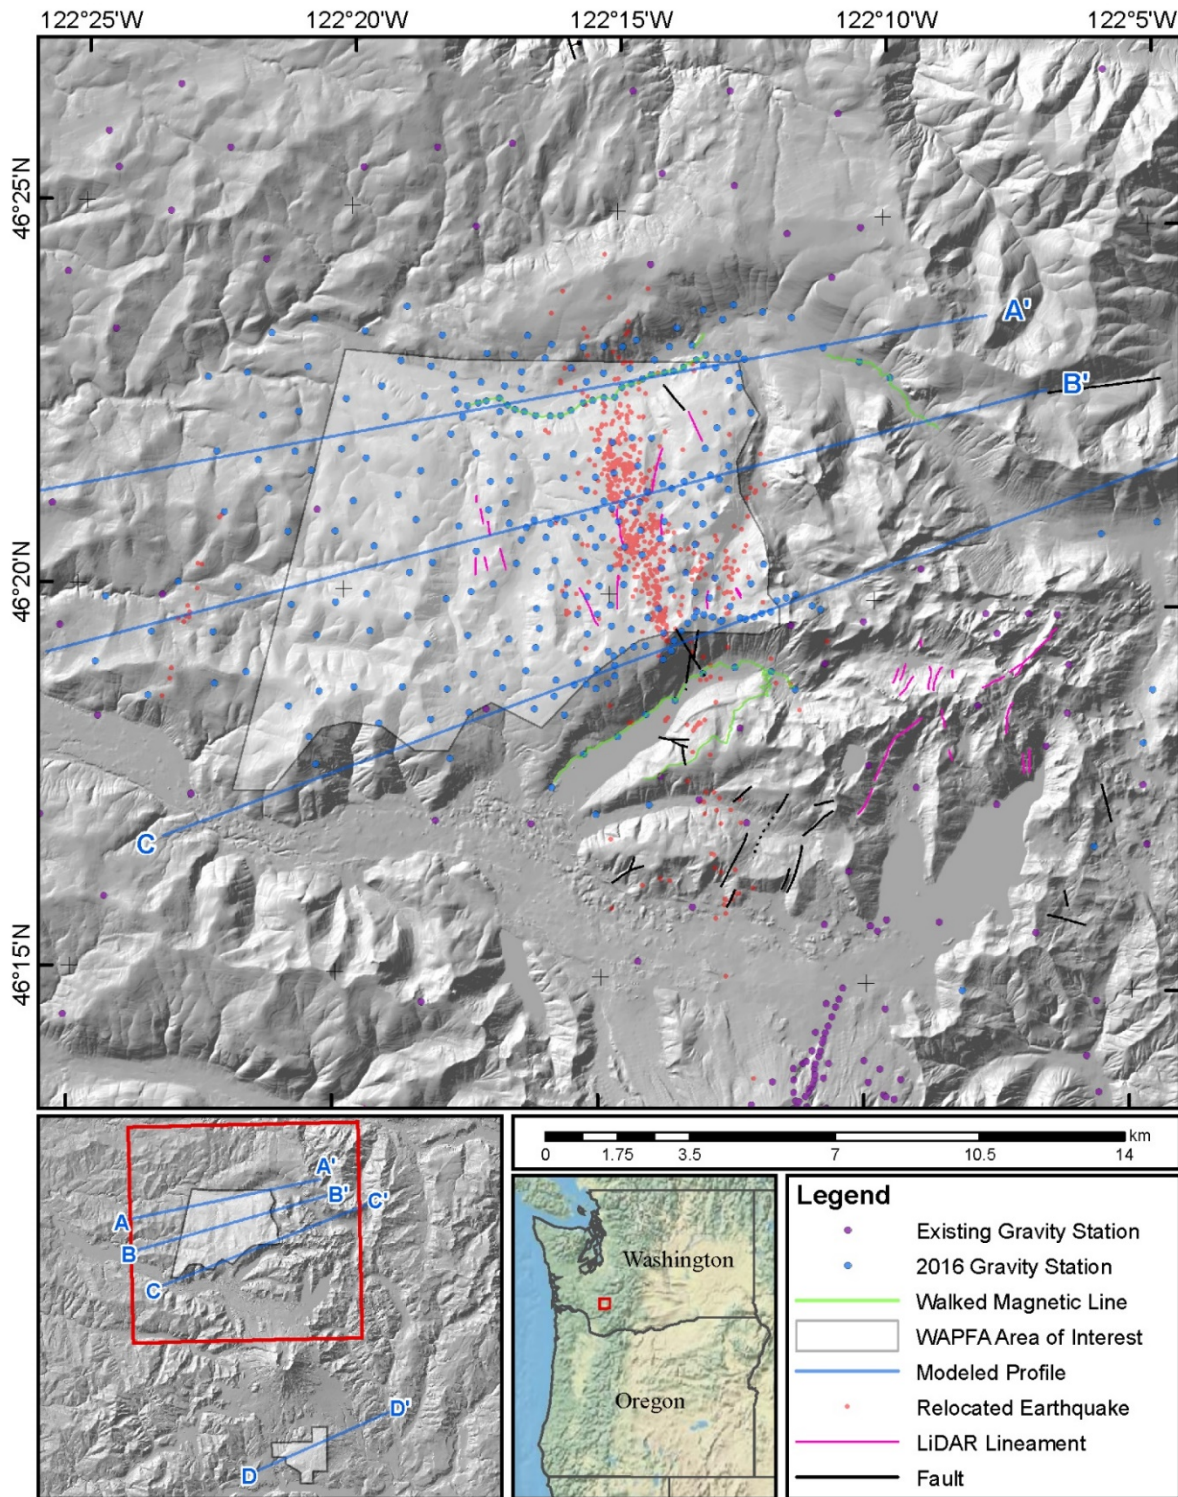 122°25'W 122°20'W 122°15'W 122°10'W 122°5'W
46°25'N
A'
B'
46°20'N
C
46°15'N
A'
B'
C'
A
B
C
D'
D
km
0 1.75 3.5 7 10.5 14
Washington
Oregon
Legend
Existing Gravity Station
2016 Gravity Station
Walked Magnetic Line
WAPFA Area of Interest
Modeled Profile
Relocated Earthquake
LiDAR Lineament
Fault